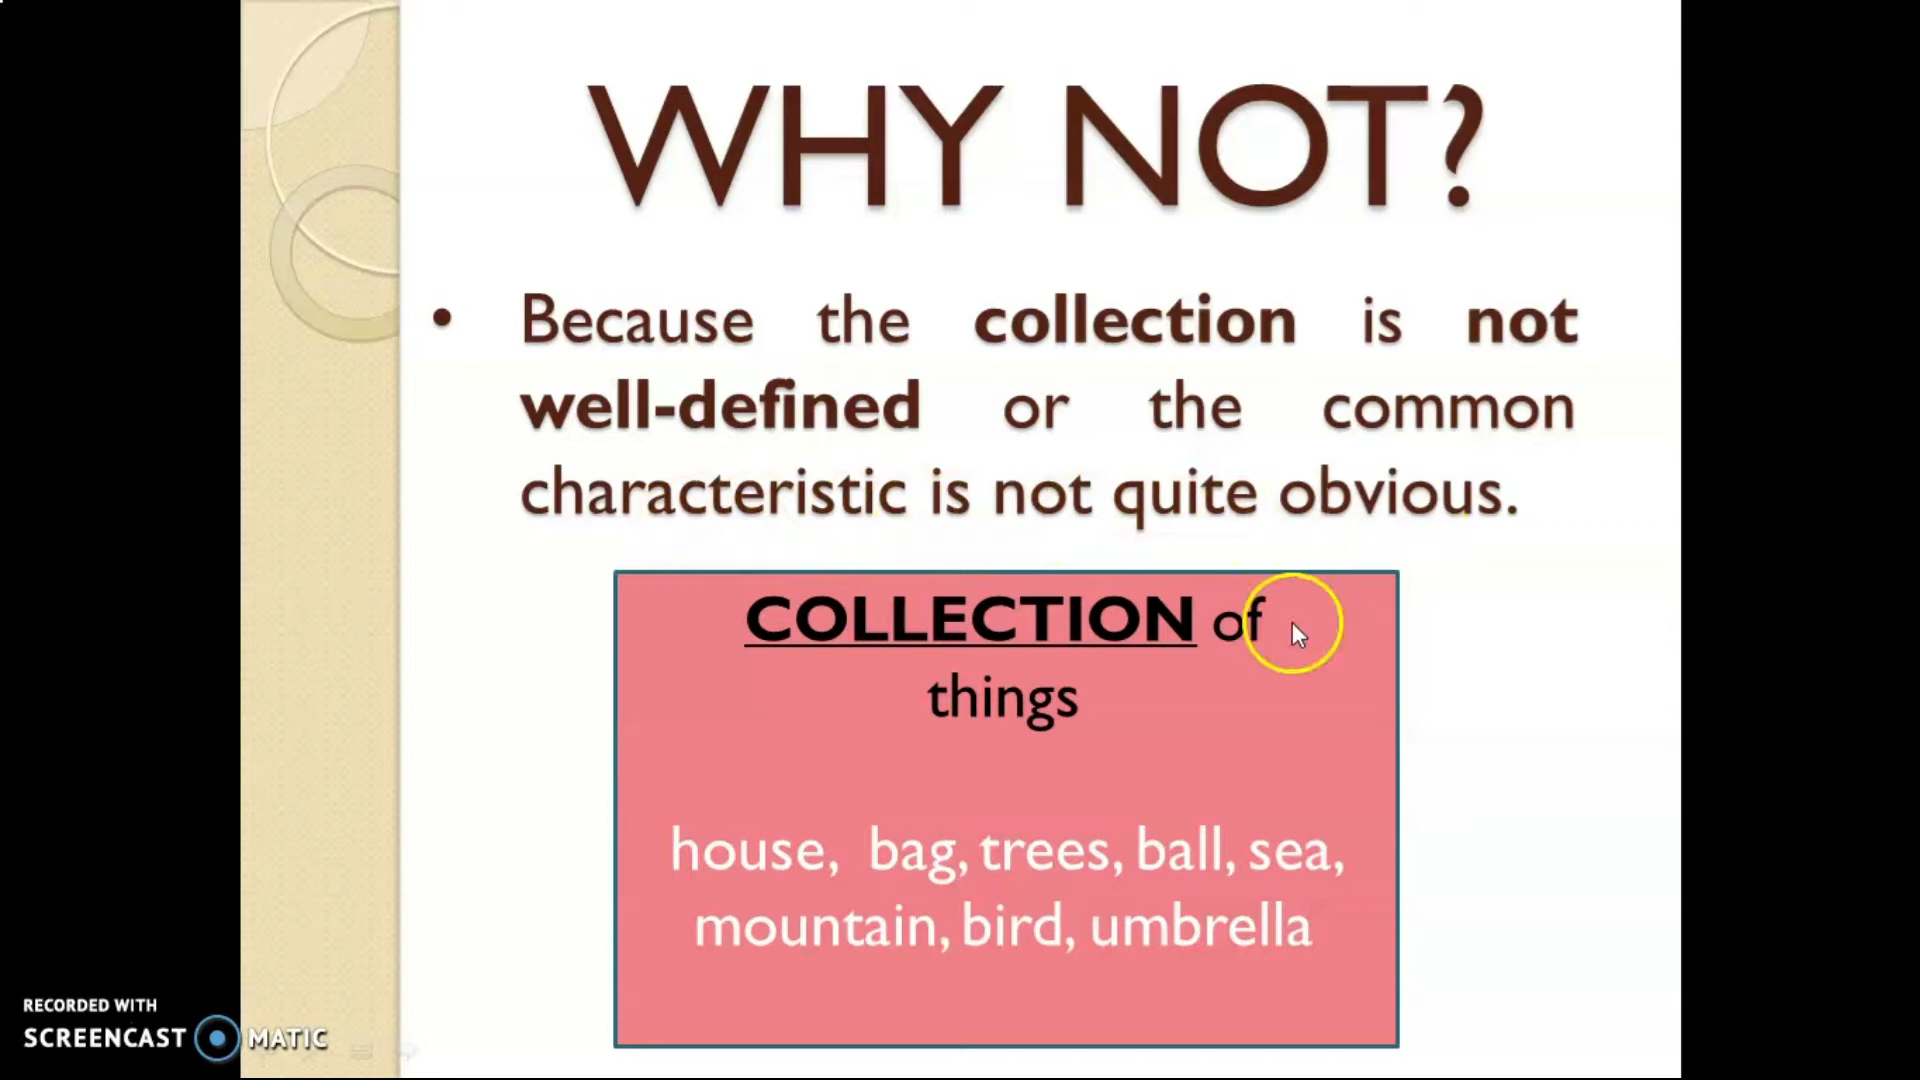 WHY NOT?
• Because the collection is not
well-defined or the common
characteristic is not quite obvious.
COLLECTION of
things
house, bag, trees, ball, sea,
mountain, bird, umbrella
RECORDED WITH
SCREENCAST MATIC